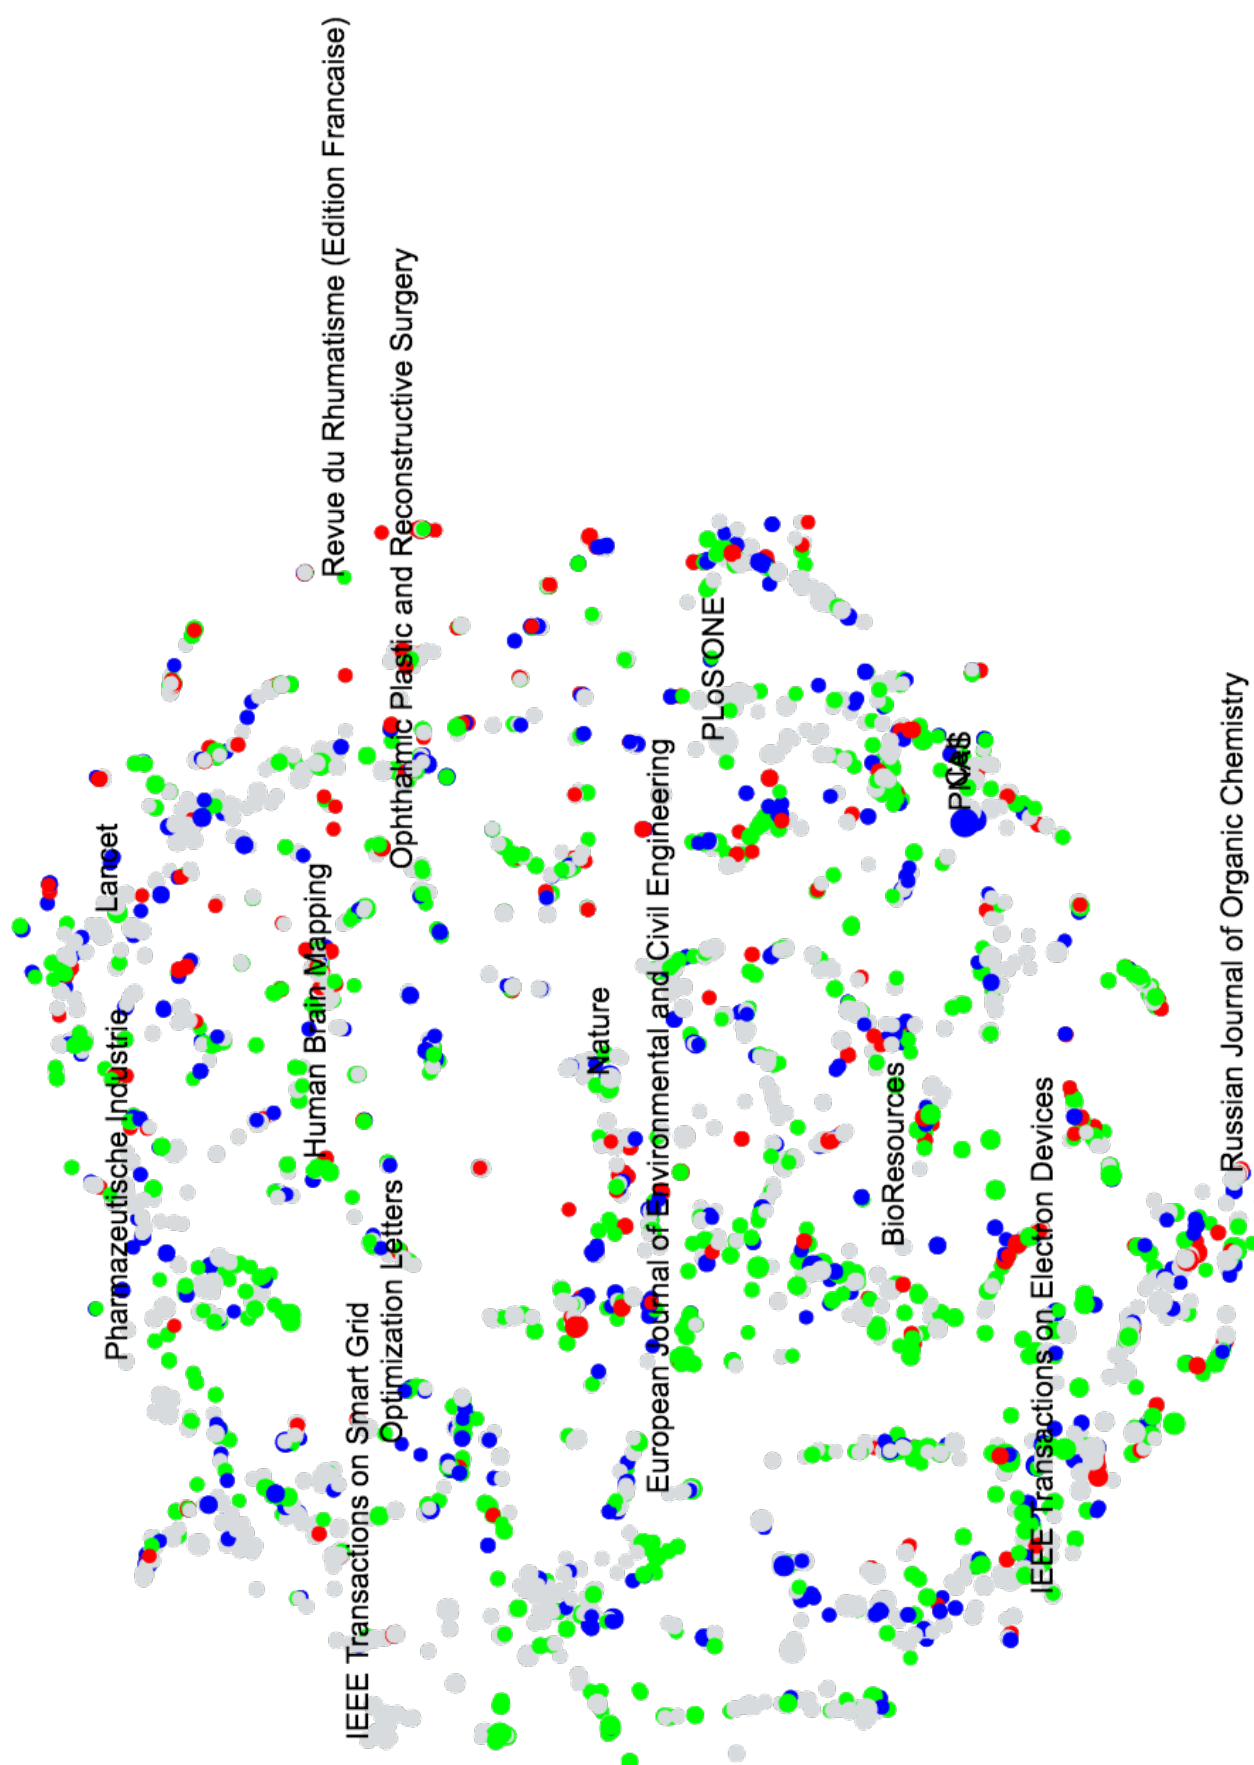 Lancet
Pharmazeutische Industrie
Human Brain Mapping
Revue du Rhumatisme (Edition Francaise)
IEEE Transactions on Smart Grid
Optimization Letters
Ophthalmic Plastic and Reconstructive Surgery
Nature
European Journal of Environmental and Civil Engineering
PLoS ONE
BioResources
PNAS
Cell
IEEE Transactions on Electron Devices
Russian Journal of Organic Chemistry